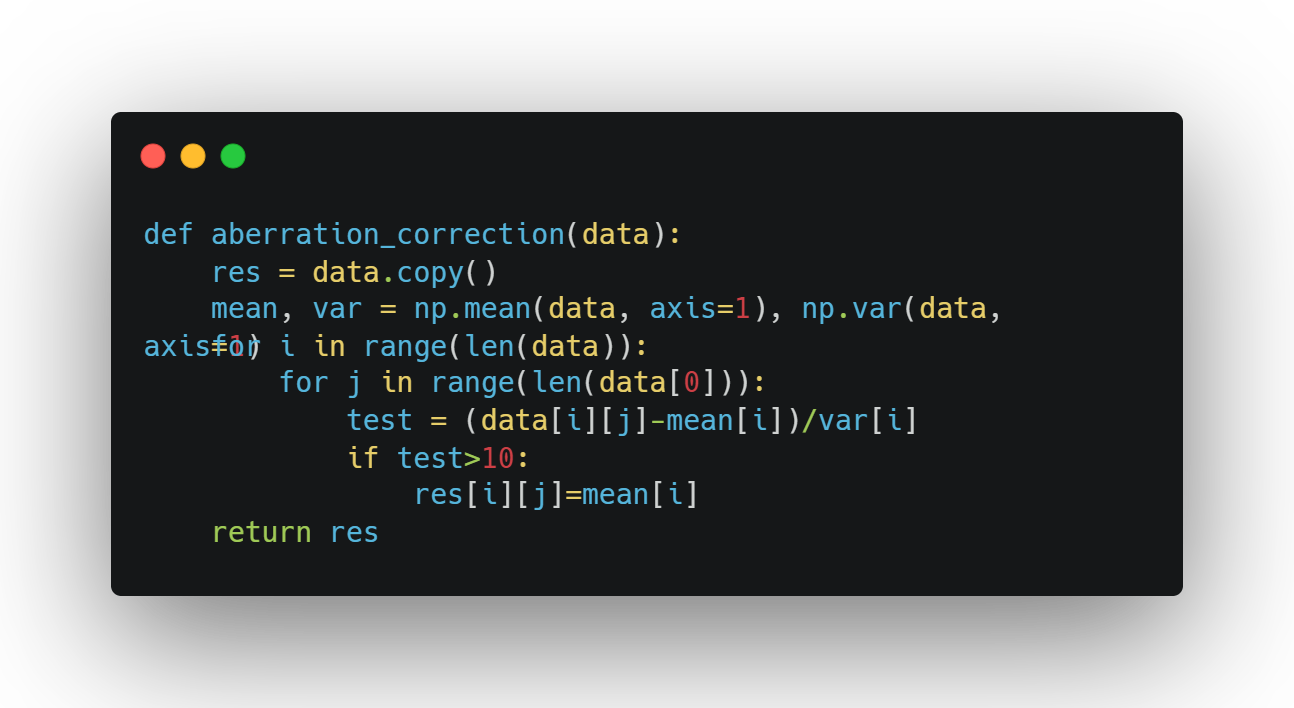 def aberration_correction(data):
    res = data.copy()
    mean, var = np.mean(data, axis=1), np.var(data,
axis=1)
    for i in range(len(data)):
        for j in range(len(data[0])):
            test = (data[i][j]-mean[i])/var[i]
            if test>10:
                res[i][j]=mean[i]
    return res